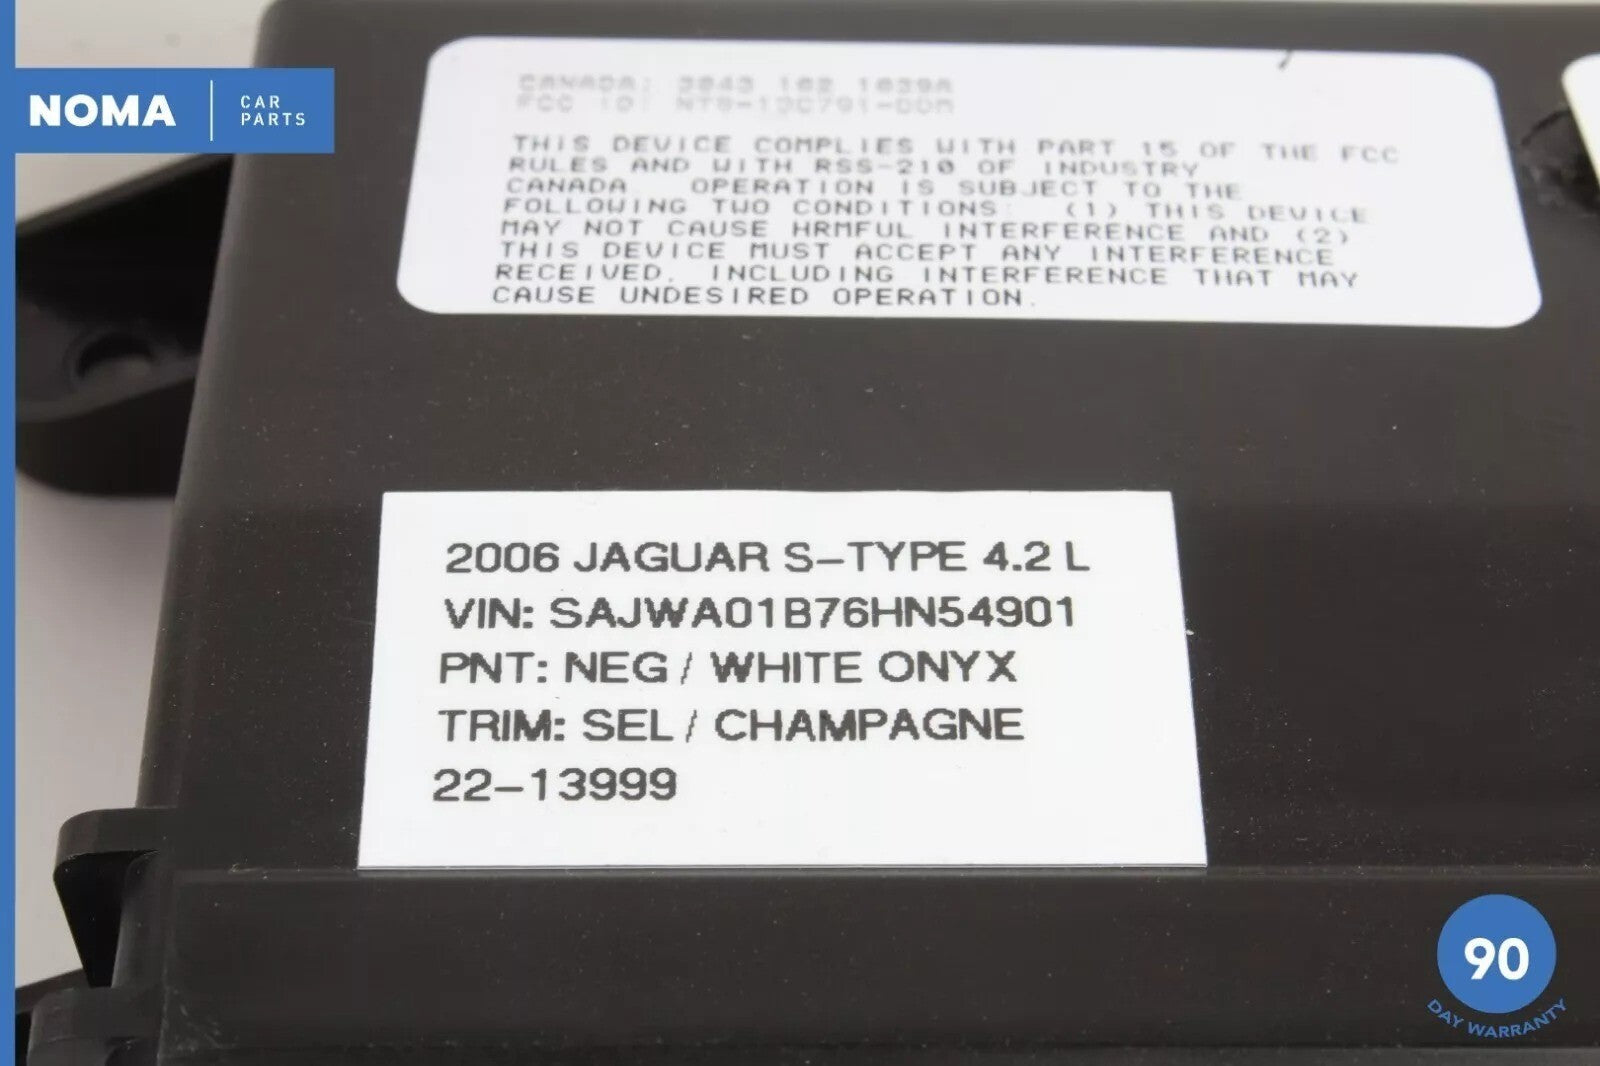 NOMA
CAR
PARTS
CANADA: 3043 102 1039A
FCC ID: NT8-13C791-DDM
THIS DEVICE COMPLIES WITH PART 15 OF THE FCC
RULES AND WITH RSS-210 OF INDUSTRY
CANADA. OPERATION IS SUBJECT TO THE
FOLLOWING TWO CONDITIONS: (1) THIS DEVICE
MAY NOT CAUSE HRMFUL INTERFERENCE AND (2)
THIS DEVICE MUST ACCEPT ANY INTERFERENCE
RECEIVED, INCLUDING INTERFERENCE THAT MAY
CAUSE UNDESIRED OPERATION.
2006 JAGUAR S-TYPE 4.2 L
VIN: SAJWA01B76HN54901
PNT: NEG / WHITE ONYX
TRIM: SEL / CHAMPAGNE
22-13999
90
DAY WARRANTY